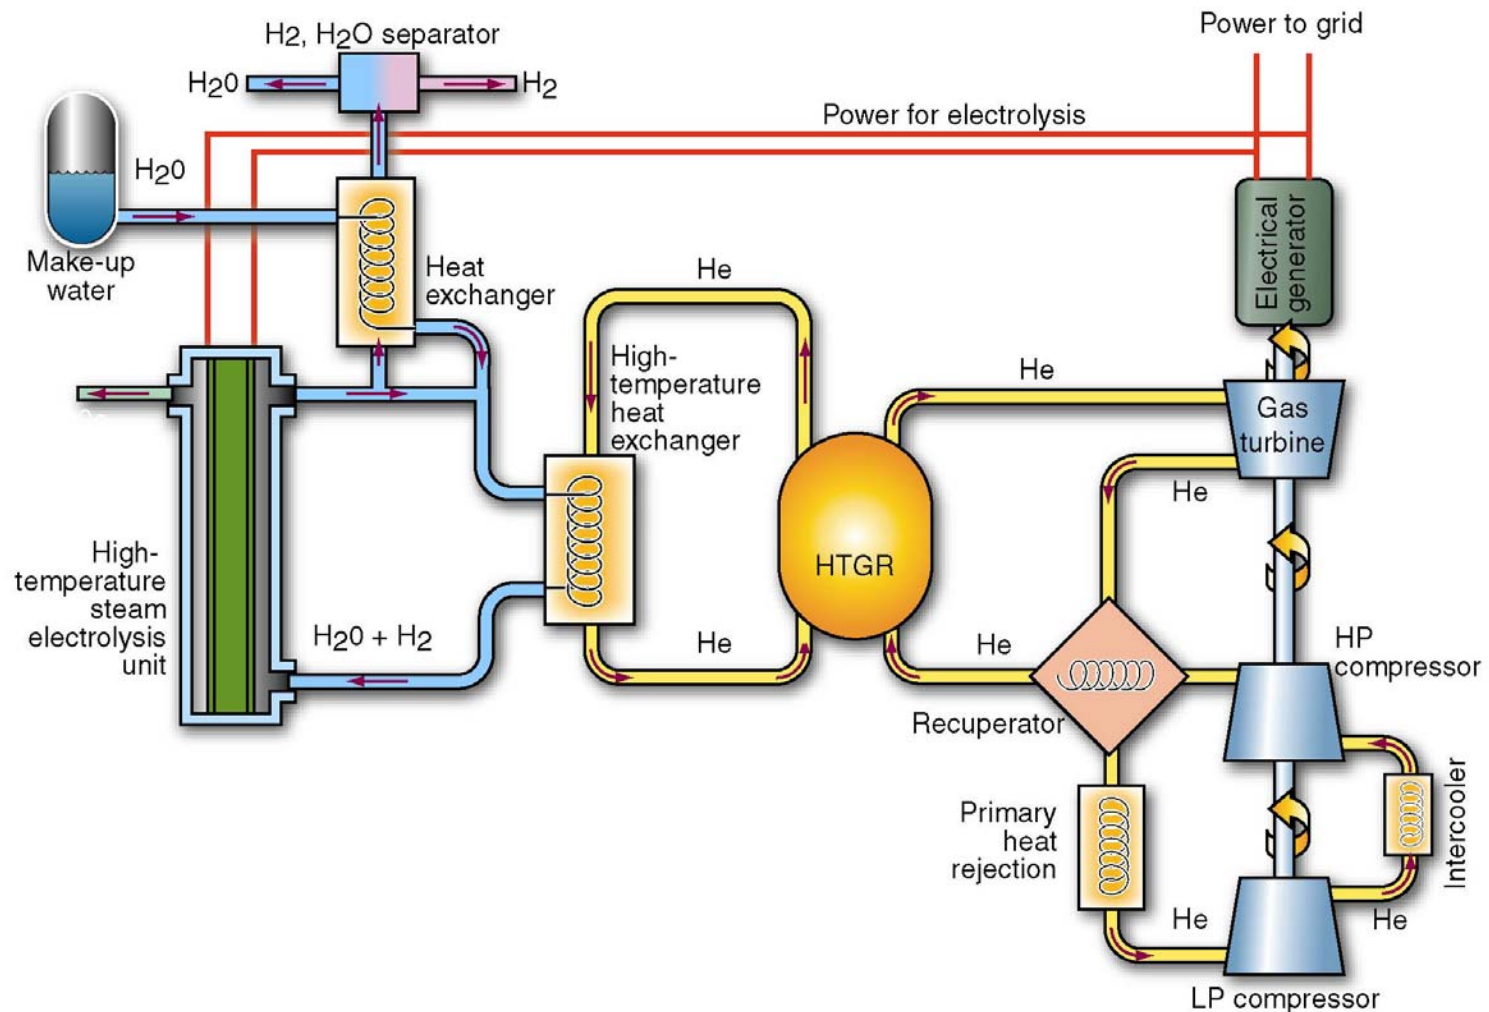 H2, H2O separator
Power to grid
H20
H2
Power for electrolysis
H20
Make-up
water
Heat
exchanger
Electrical
generator
He
High-
temperature
heat
exchanger
He
Gas
turbine
He
High-
temperature
steam
electrolysis
unit
HTGR
H20 + H2
He
He
HP
compressor
Recuperator
Primary
heat
rejection
Intercooler
He
He
LP compressor